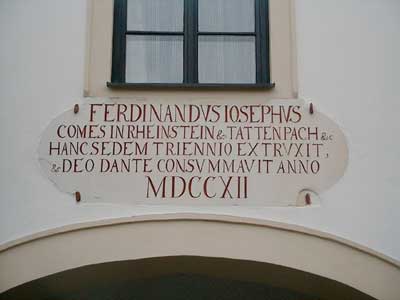 FERDINANDVS IOSEPHVS
COMES IN RHEINSTEIN & TATTENPACH &c
HANC SEDEM TRIENNIO EXTRVXIT,
& DEO DANTE CONSVMMAVIT ANNO
MDCCXII